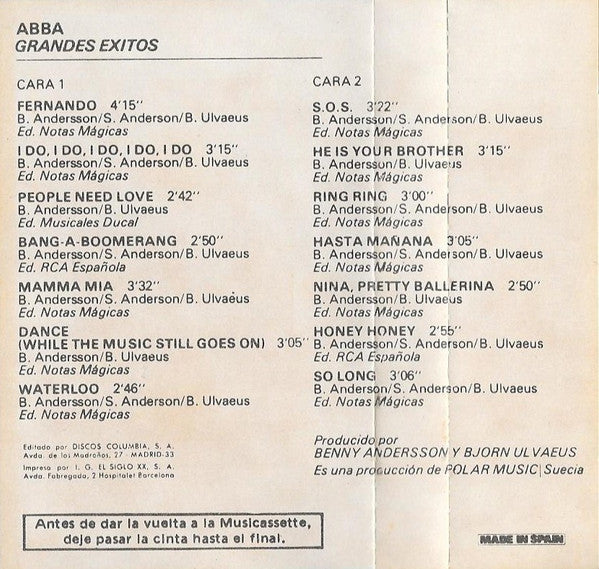 ABBA
GRANDES EXITOS
CARA 1
FERNANDO 4'15''
B. Andersson/S. Anderson/B. Ulvaeus
Ed. Notas Mágicas
I DO, I DO, I DO, I DO, I DO 3'15''
B. Andersson/S. Anderson/B. Ulvaeus
Ed. Notas Mágicas
PEOPLE NEED LOVE 2'42''
B. Andersson/B. Ulvaeus
Ed. Musicales Ducal
BANG-A-BOOMERANG 2'50''
B. Andersson/S. Anderson/B. Ulvaeus
Ed. RCA Española
MAMMA MIA 3'32''
B. Andersson/S. Anderson/B. Ulvaeus
Ed. Notas Mágicas
DANCE
(WHILE THE MUSIC STILL GOES ON) 3'05''
B. Andersson/B. Ulvaeus
Ed. Notas Mágicas
WATERLOO 2'46''
B. Andersson/S. Anderson/B. Ulvaeus
Ed. Notas Mágicas
Editado por DISCOS COLUMBIA, S. A.
Avda. de los Madroños, 27 - MADRID-33
Impreso por I. G. EL SIGLO XX, S. A.
Avda. Fabregada, 2 Hospitalet Barcelona
Antes de dar la vuelta a la Musicassette,
deje pasar la cinta hasta el final.
CARA 2
S.O.S. 3'22''
B. Andersson/S. Anderson/B. Ulvaeus
Ed. Notas Mágicas
HE IS YOUR BROTHER 3'15''
B. Andersson/B. Ulvaeus
Ed. Notas Mágicas
RING RING 3'00''
B. Andersson/S. Anderson/B. Ulvaeus
Ed. Notas Mágicas
HASTA MAÑANA 3'05''
B. Andersson/S. Anderson/B. Ulvaeus
Ed. Notas Mágicas
NINA, PRETTY BALLERINA 2'50''
B. Andersson/B. Ulvaeus
Ed. Notas Mágicas
HONEY HONEY 2'55''
B. Andersson/S. Anderson/B. Ulvaeus
Ed. RCA Española
SO LONG 3'06''
B. Andersson/S. Anderson/B. Ulvaeus
Ed. Notas Mágicas
Producido por
BENNY ANDERSSON Y BJORN ULVAEUS
Es una producción de POLAR MUSIC Suecia
MADE IN SPAIN